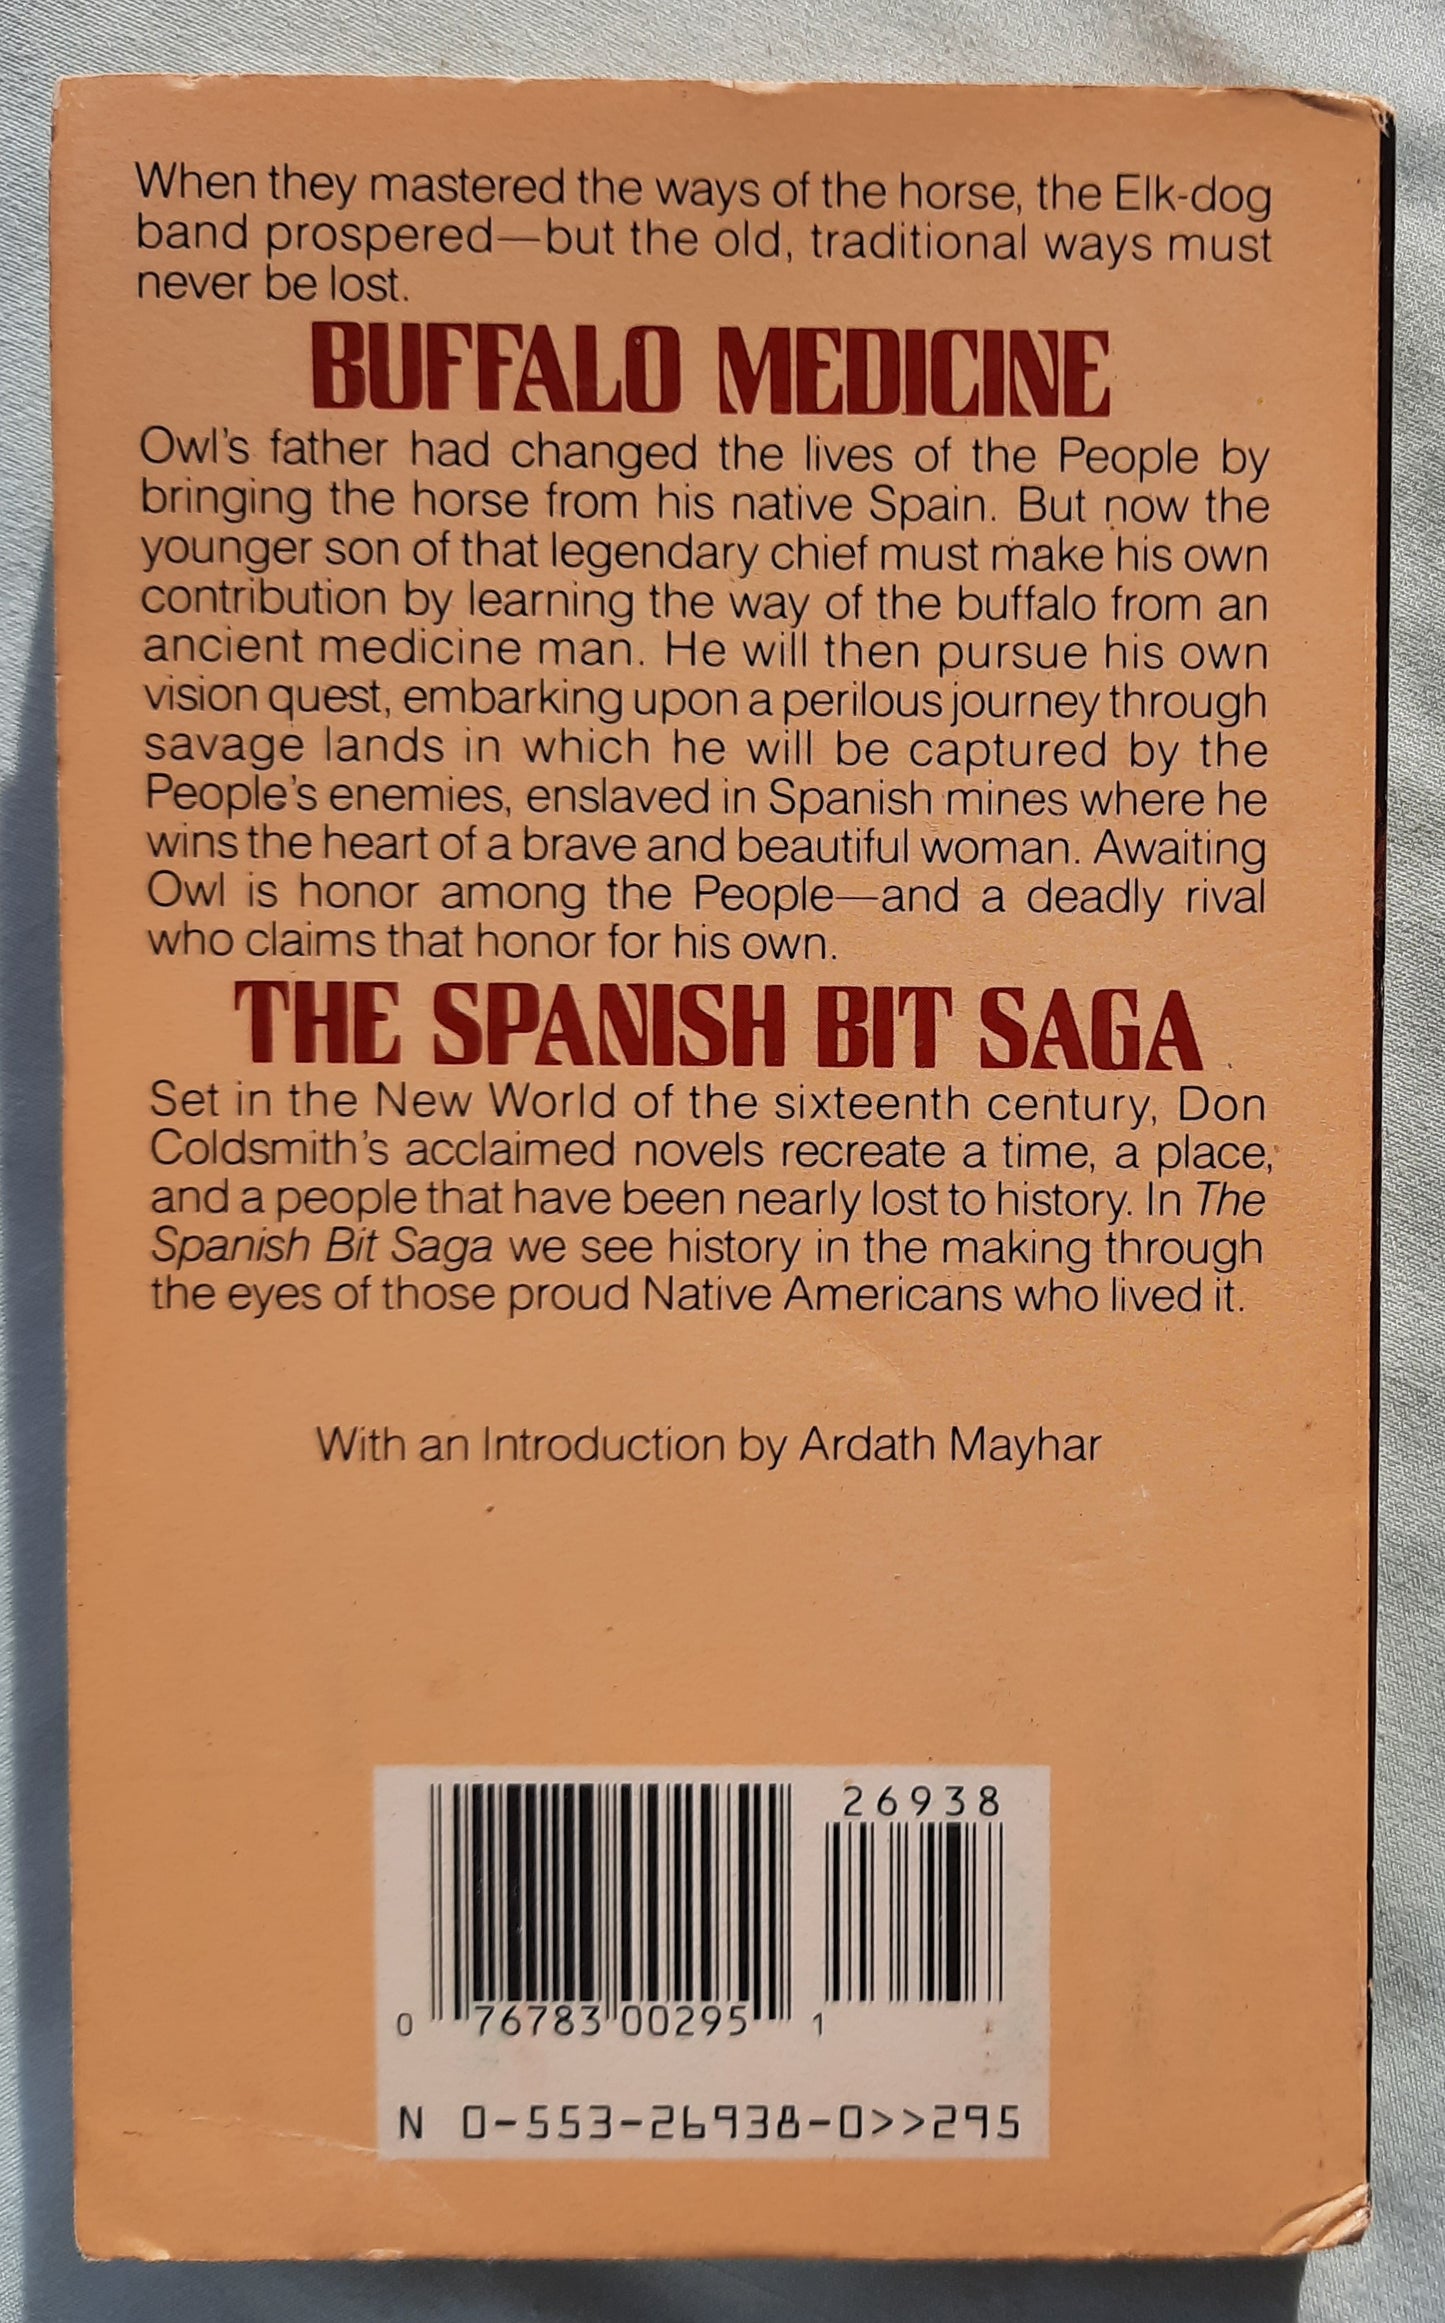 When they mastered the ways of the horse, the Elk-dog
band prospered—but the old, traditional ways must
never be lost.
BUFFALO MEDICINE
Owl's father had changed the lives of the People by
bringing the horse from his native Spain. But now the
younger son of that legendary chief must make his own
contribution by learning the way of the buffalo from an
ancient medicine man. He will then pursue his own
vision quest, embarking upon a perilous journey through
savage lands in which he will be captured by the
People's enemies, enslaved in Spanish mines where he
wins the heart of a brave and beautiful woman. Awaiting
Owl is honor among the People—and a deadly rival
who claims that honor for his own.
THE SPANISH BIT SAGA
Set in the New World of the sixteenth century, Don
Coldsmith's acclaimed novels recreate a time, a place,
and a people that have been nearly lost to history. In The
Spanish Bit Saga we see history in the making through
the eyes of those proud Native Americans who lived it.
With an Introduction by Ardath Mayhar
26938
0 76783 00295 1
N 0-553-26938-0>>295